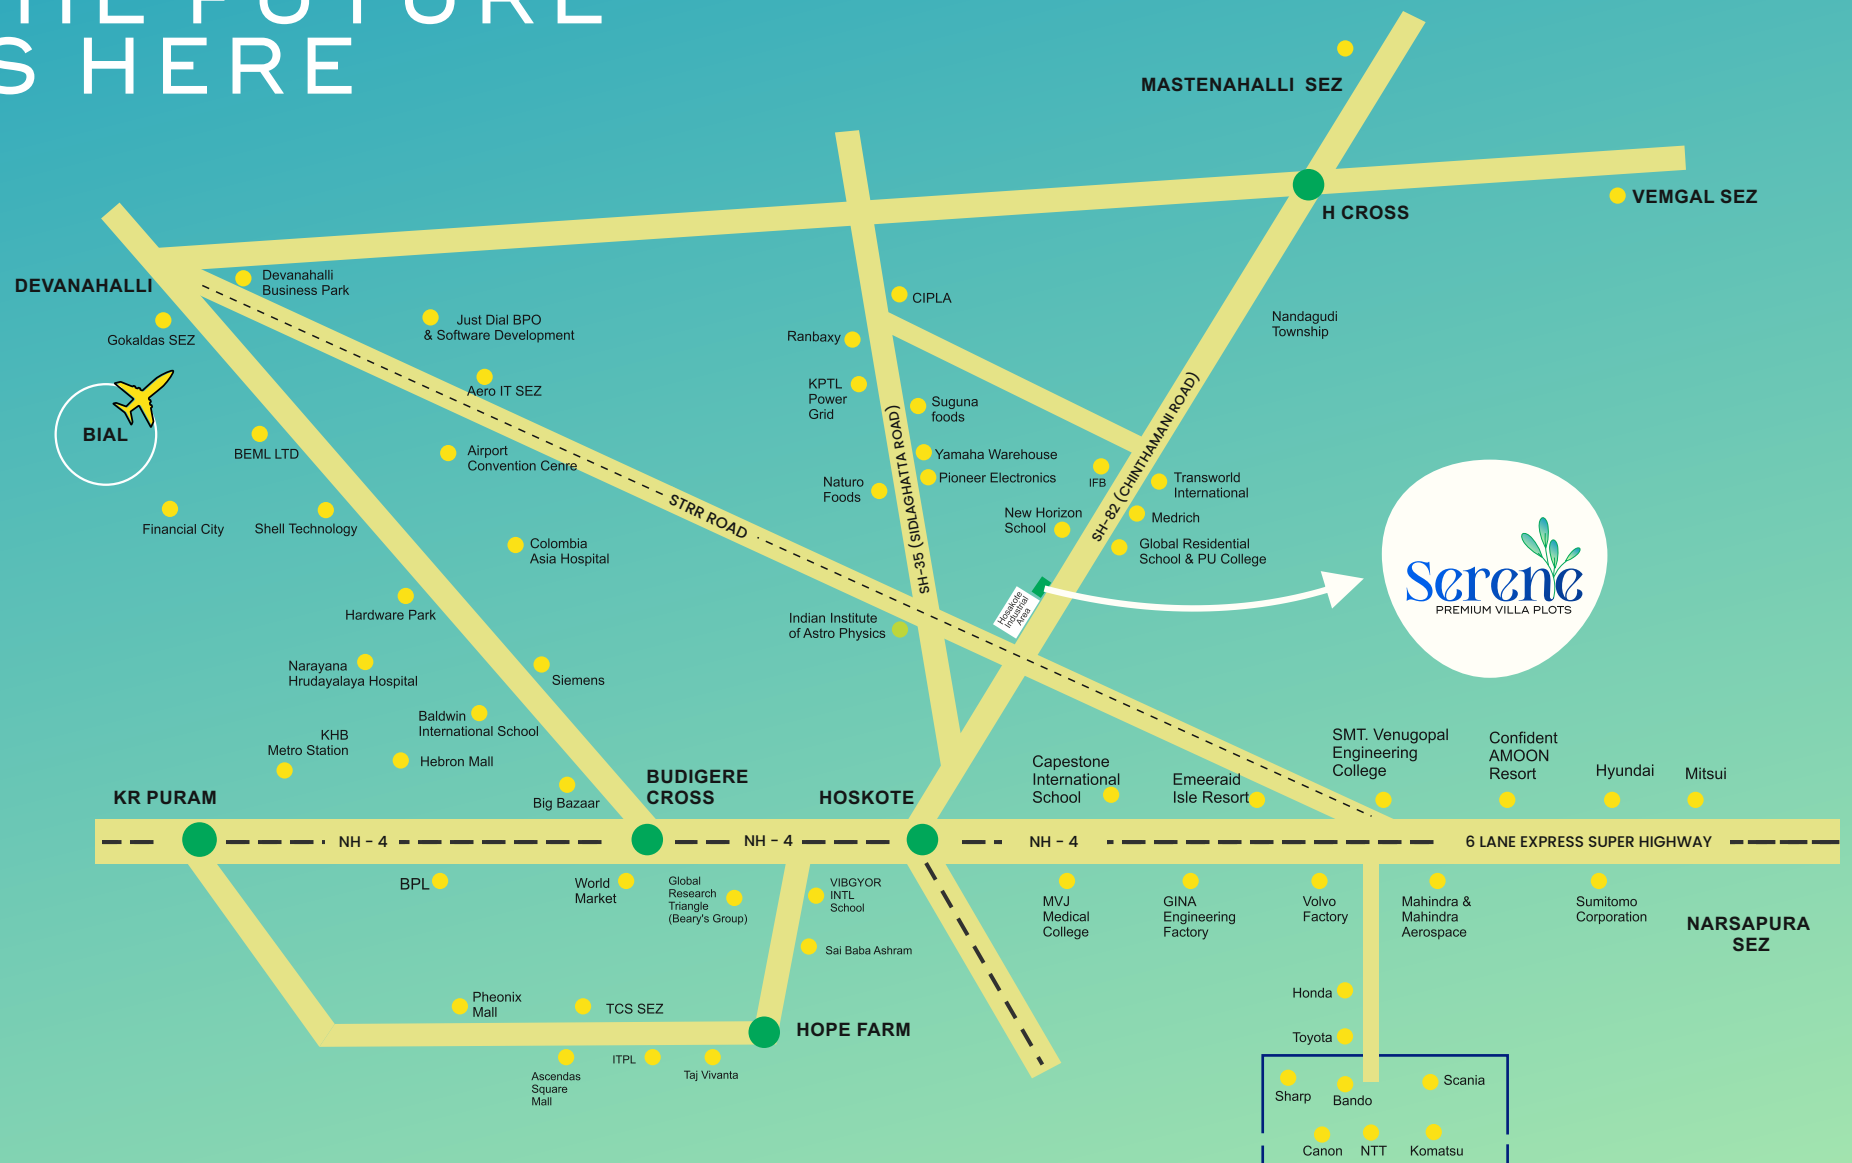 HE FUTURE
S HERE
MASTENAHALLI SEZ
VEMGAL SEZ
H CROSS
DEVANAHALLI
Devanahalli
Business Park
Gokaldas SEZ
Just Dial BPO
& Software Development
Aero IT SEZ
BIAL
BEML LTD
Airport
Convention Cenre
Financial City
Shell Technology
STRR ROAD
Colombia
Asia Hospital
Hardware Park
Narayana
Hrudayalaya Hospital
Siemens
Baldwin
International School
KHB
Metro Station
Hebron Mall
Big Bazaar
CIPLA
Ranbaxy
KPTL
Power
Grid
Suguna
foods
SH-35 (SIDLAGHATTA ROAD)
Yamaha Warehouse
Pioneer Electronics
Naturo
Foods
Indian Institute
of Astro Physics
Nandagudi
Township
SH-82 (CHINTHAMANI ROAD)
IFB
Transworld
International
New Horizon
School
Medrich
Global Residential
School & PU College
Hosakote
Industrial
Area
Serene
PREMIUM VILLA PLOTS
KR PURAM
BUDIGERE
CROSS
HOSKOTE
Capestone
International
School
Emeeraid
Isle Resort
SMT. Venugopal
Engineering
College
Confident
AMOON
Resort
Hyundai
Mitsui
NH - 4
NH - 4
NH - 4
6 LANE EXPRESS SUPER HIGHWAY
BPL
World
Market
Global
Research
Triangle
(Beary's Group)
VIBGYOR
INTL
School
Sai Baba Ashram
MVJ
Medical
College
GINA
Engineering
Factory
Volvo
Factory
Mahindra &
Mahindra
Aerospace
Sumitomo
Corporation
NARSAPURA
SEZ
Pheonix
Mall
TCS SEZ
HOPE FARM
Ascendas
Square
Mall
ITPL
Taj Vivanta
Honda
Toyota
Sharp
Bando
Scania
Canon
NTT
Komatsu